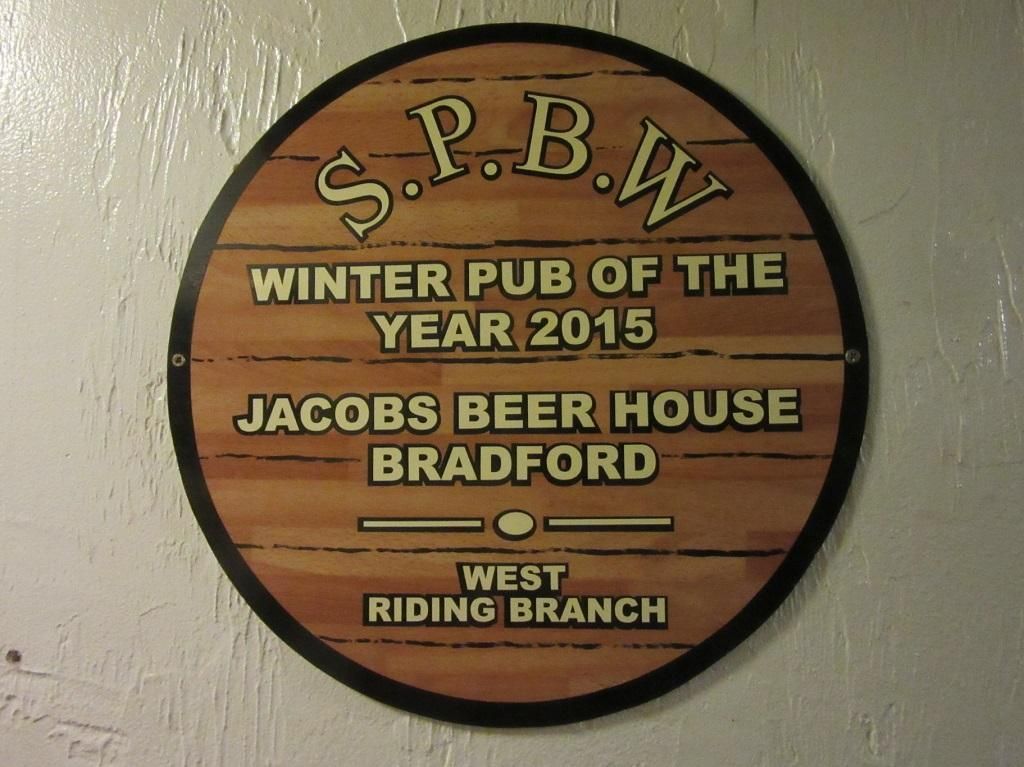 S.P.B.W
WINTER PUB OF THE
YEAR 2015
JACOBS BEER HOUSE
BRADFORD
WEST
RIDING BRANCH